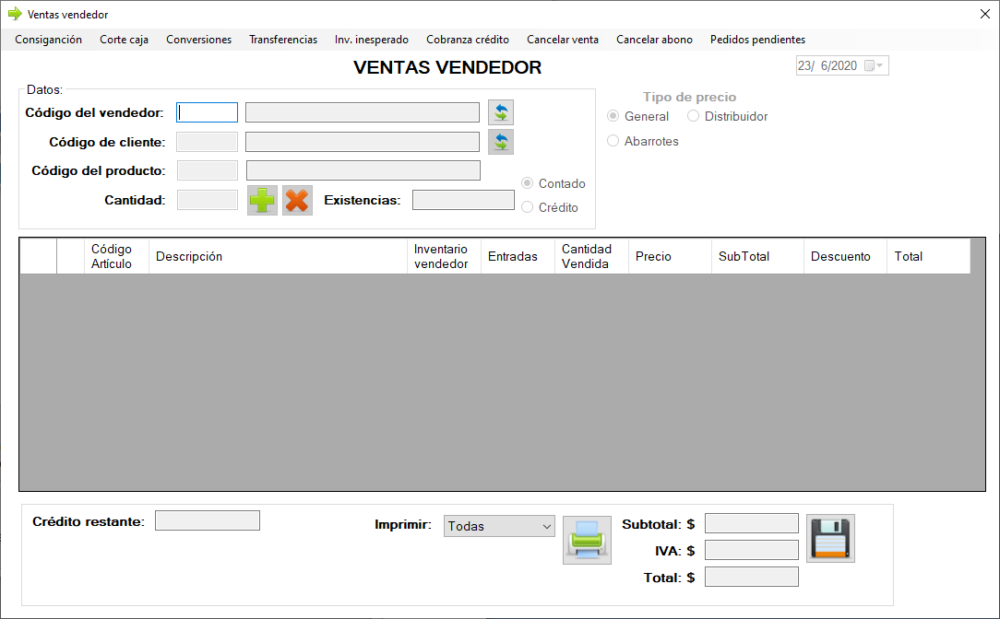 Ventas vendedor
Consigación Corte caja Conversiones Transferencias Inv. inesperado Cobranza crédito Cancelar venta Cancelar abono Pedidos pendientes
VENTAS VENDEDOR
23/ 6/2020
Datos:
Código del vendedor:
Código de cliente:
Código del producto:
Cantidad:
Existencias:
Contado
Crédito
Tipo de precio
General Distribuidor
Abarrotes
Código Artículo Descripción Inventario vendedor Entradas Cantidad Vendida Precio SubTotal Descuento Total
Crédito restante:
Imprimir: Todas
Subtotal: $
IVA: $
Total: $